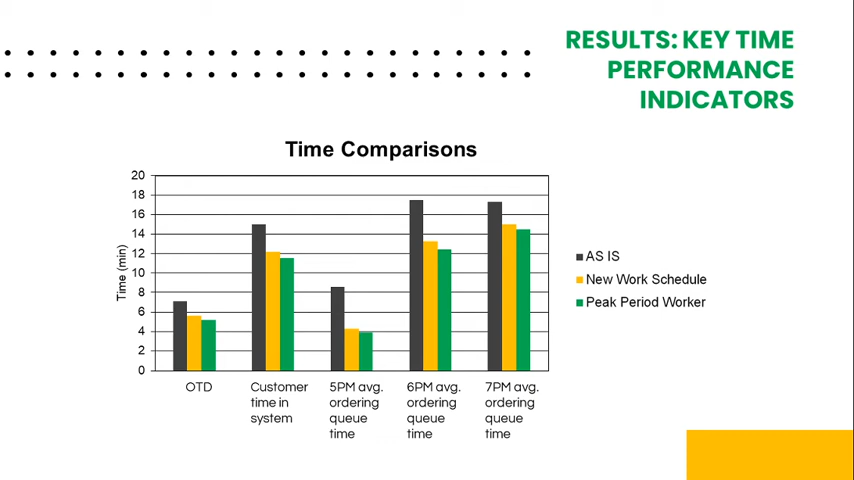 RESULTS: KEY TIME
PERFORMANCE
INDICATORS
Time Comparisons
Time (min)
20
18
16
14
12
10
8
6
4
2
0
OTD
Customer
time in
system
5PM avg.
ordering
queue
time
6PM avg.
ordering
queue
time
7PM avg.
ordering
queue
time
AS IS
New Work Schedule
Peak Period Worker